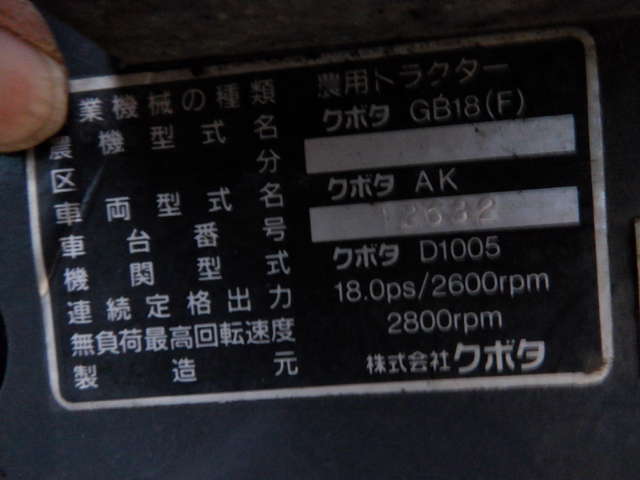 農業機械の種類 農用トラクター
機型式名 クボタ GB18(F)
区分
車両型式名 クボタ AK
車台番号 12632
機関型式 クボタ D1005
連続定格出力 18.0ps/2600rpm
無負荷最高回転速度 2800rpm
製造元 株式会社クボタ